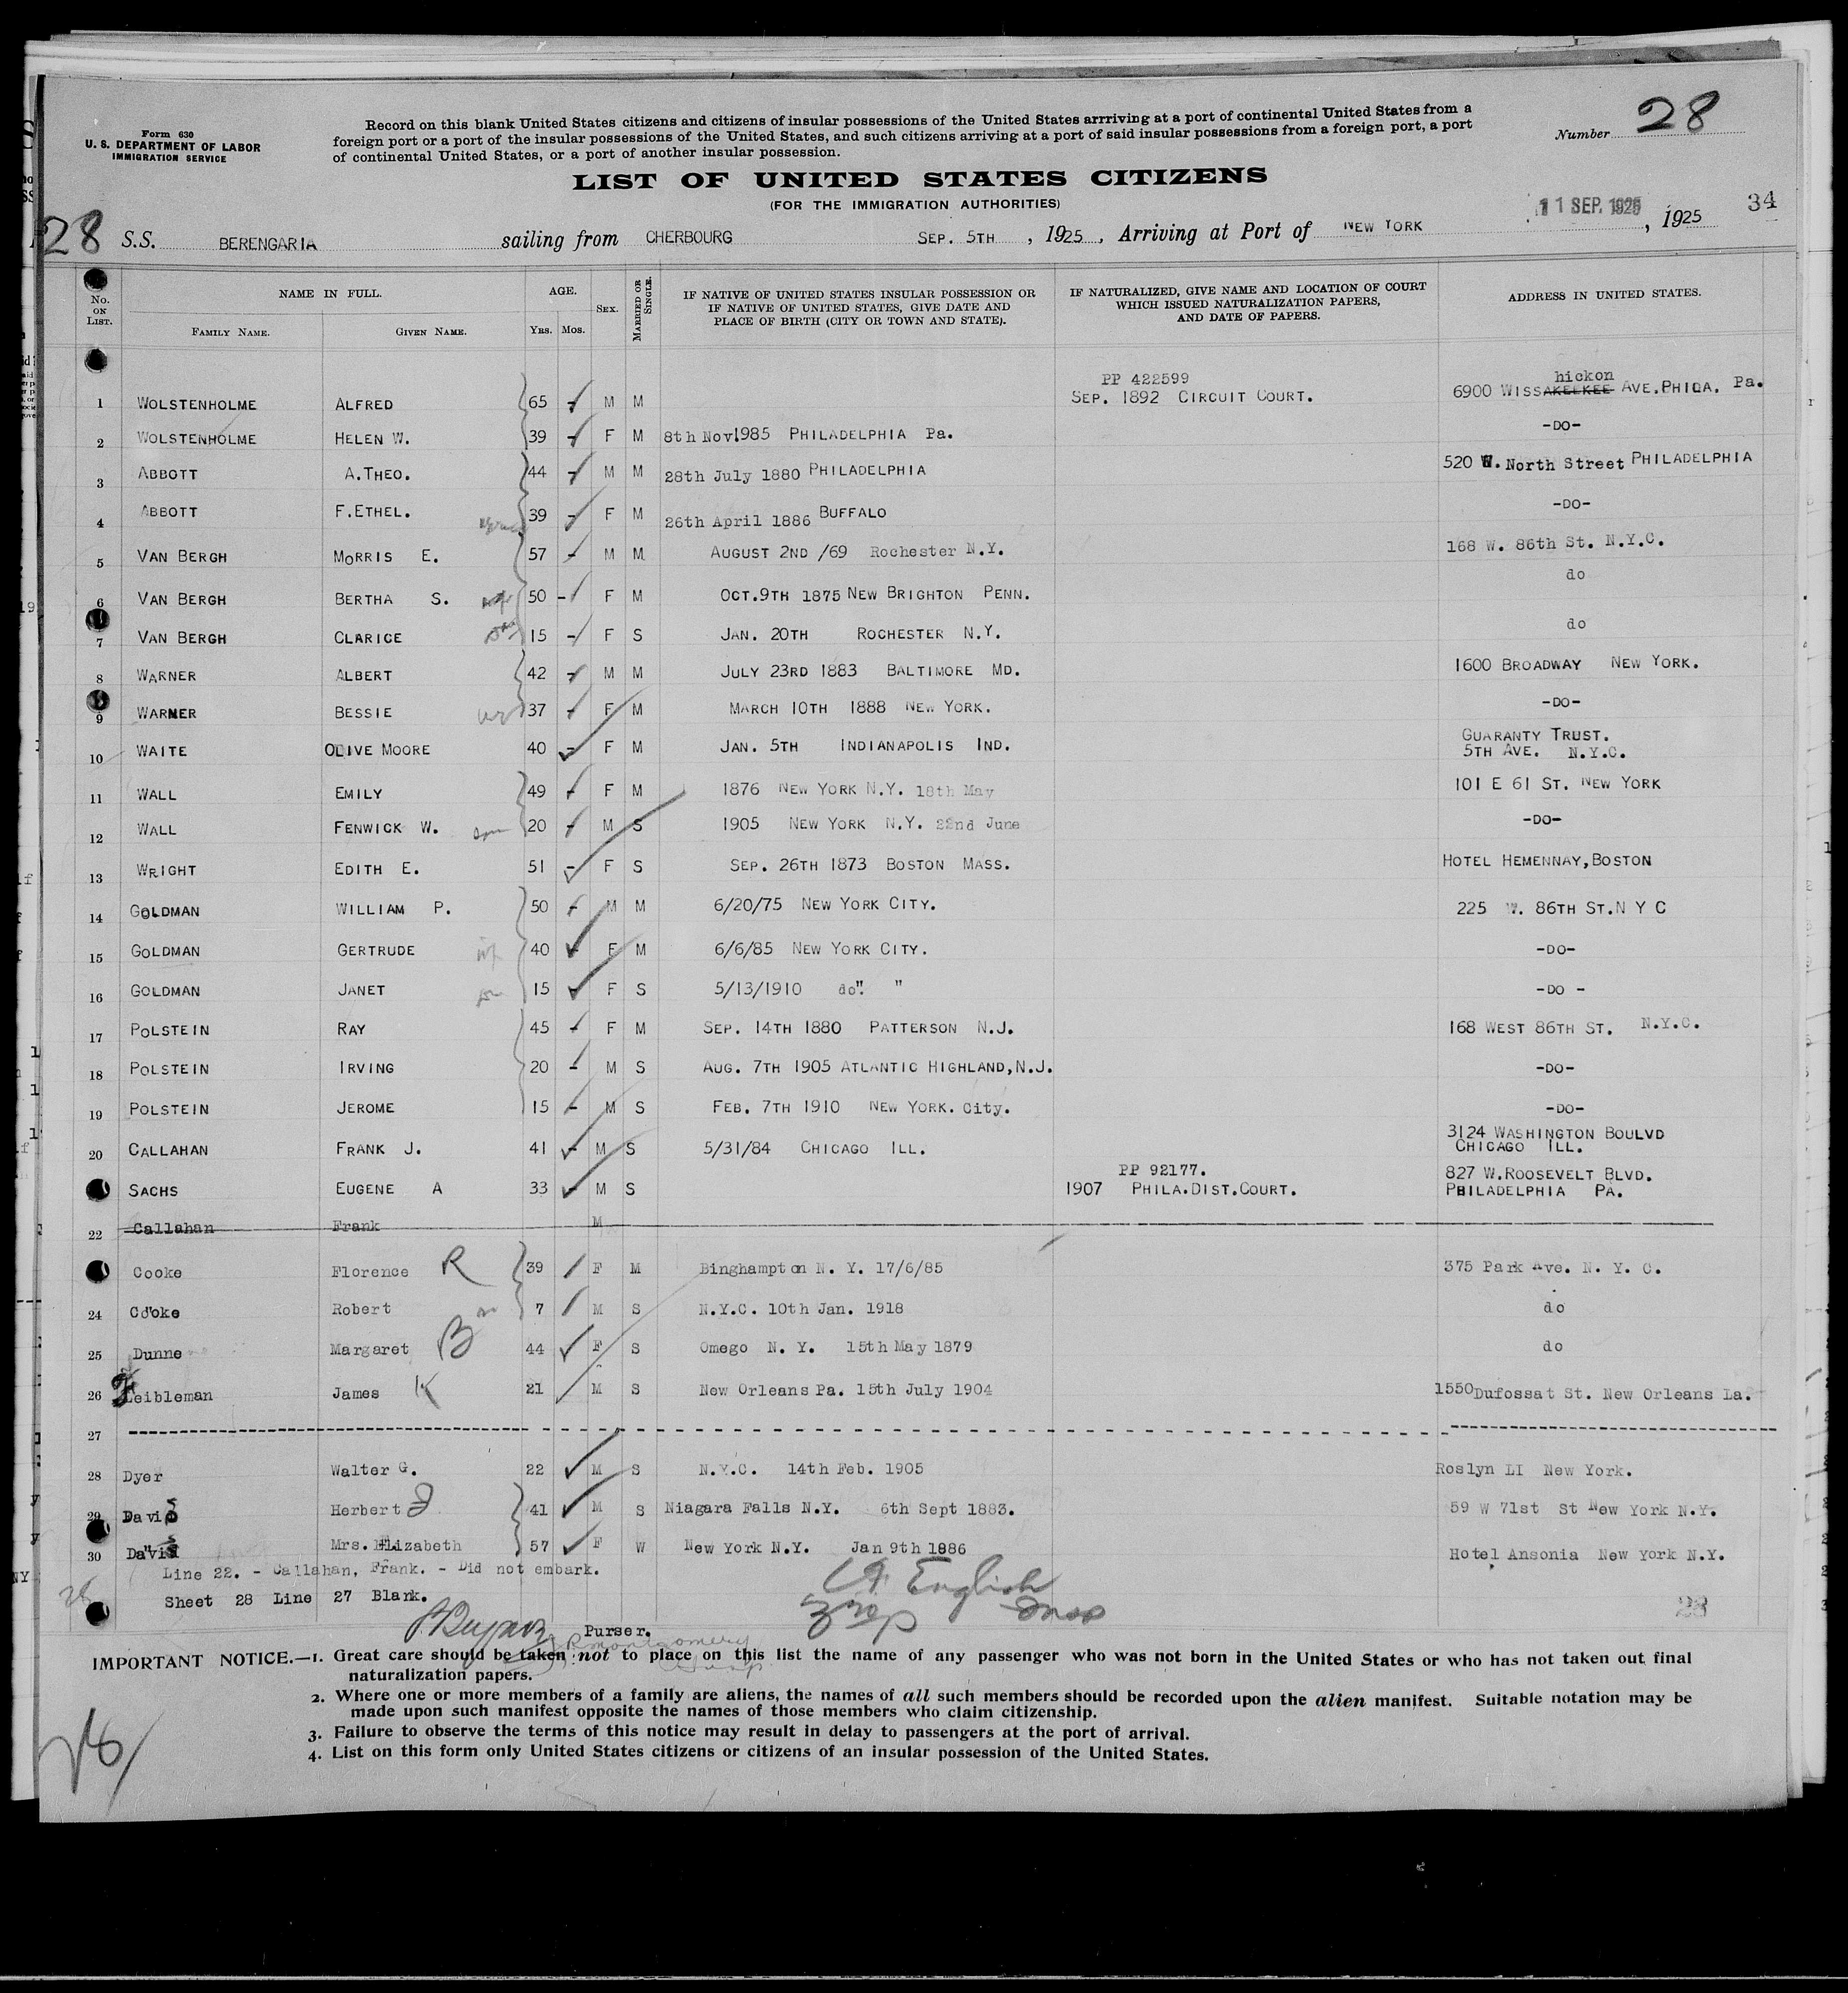 Form 630
U. S. DEPARTMENT OF LABOR
IMMIGRATION SERVICE
Record on this blank United States citizens and citizens of insular possessions of the United States arrriving at a port of continental United States from a
foreign port or a port of the insular possessions of the United States, and such citizens arriving at a port of said insular possessions from a foreign port, a port
of continental United States, or a port of another insular possession.
Number 28
LIST OF UNITED STATES CITIZENS
(FOR THE IMMIGRATION AUTHORITIES)
11 SEP. 1925 34
28 S.S. BERENGARIA sailing from CHERBOURG SEP. 5TH, 1925, Arriving at Port of NEW YORK, 1925
No. ON LIST. NAME IN FULL. FAMILY NAME. GIVEN NAME. AGE. YRS. MOS. SEX. MARRIED OR SINGLE. IF NATIVE OF UNITED STATES INSULAR POSSESSION OR IF NATIVE OF UNITED STATES, GIVE DATE AND PLACE OF BIRTH (CITY OR TOWN AND STATE). IF NATURALIZED, GIVE NAME AND LOCATION OF COURT WHICH ISSUED NATURALIZATION PAPERS, AND DATE OF PAPERS. ADDRESS IN UNITED STATES.
PP 422599 hickon
1 WOLSTENHOLME ALFRED 65 M M SEP. 1892 CIRCUIT COURT. 6900 WISSAKELKEE AVE.PHILA. Pa.
2 WOLSTENHOLME HELEN W. 39 F M 8th Nov.1985 PHILADELPHIA Pa. -DO-
3 ABBOTT A.THEO. 44 M M 28th July 1880 PHILADELPHIA 520 W. North Street PHILADELPHIA
4 ABBOTT F.ETHEL. 39 F M 26th April 1886 BUFFALO -DO-
5 VAN BERGH MORRIS E. 57 M M AUGUST 2ND /69 Rochester N.Y. 168 W. 86th St. N.Y.C.
6 VAN BERGH BERTHA S. wife 50 F M OCT.9TH 1875 NEW BRIGHTON PENN. do
7 VAN BERGH CLARICE 15 F S JAN. 20TH ROCHESTER N.Y. do
8 WARNER ALBERT 42 M M JULY 23RD 1883 BALTIMORE MD. 1600 BROADWAY NEW YORK.
9 WARNER BESSIE 37 F M MARCH 10TH 1888 NEW YORK. -DO-
10 WAITE OLIVE MOORE 40 F M JAN. 5TH INDIANAPOLIS IND. GUARANTY TRUST.
5TH AVE. N.Y.C.
11 WALL EMILY 49 F M 1876 NEW YORK N.Y. 18th May 101 E 61 ST. NEW YORK
12 WALL FENWICK W. son 20 M S 1905 NEW YORK N.Y. 22nd June -DO-
13 WRIGHT EDITH E. 51 F S SEP. 26TH 1873 BOSTON MASS. HOTEL HEMENNAY,BOSTON
14 GOLDMAN WILLIAM P. 50 M M 6/20/75 NEW YORK CITY. 225 W. 86TH ST.N Y C
15 GOLDMAN GERTRUDE 40 F M 6/6/85 NEW YORK CITY. -DO-
16 GOLDMAN JANET 15 F S 5/13/1910 do". " -DO -
17 POLSTEIN RAY 45 F M SEP. 14TH 1880 PATTERSON N.J. 168 WEST 86TH ST. N.Y.C.
18 POLSTEIN IRVING 20 M S AUG. 7TH 1905 ATLANTIC HIGHLAND,N.J. -DO-
19 POLSTEIN JEROME 15 M S FEB. 7TH 1910 NEW YORK. City. -DO-
20 CALLAHAN FRANK J. 41 M S 5/31/84 CHICAGO ILL. 3124 WASHINGTON BOULVD
CHICAGO ILL.
PP 92177. 827 W.ROOSEVELT BLVD.
SACHS EUGENE A 33 M S 1907 PHILA.DIST.COURT. PHILADELPHIA PA.
22 Callahan Frank M
Cooke Florence R 39 F M Binghampton N. Y. 17/6/85 375 Park Ave. N. Y. C.
24 Cooke Robert 7 M S N.Y.C. 10th Jan. 1918 do
25 Dunne Margaret B 44 F S Omego N. Y. 15th May 1879 do
26 Feibleman James K 21 M S New Orleans Pa. 15th July 1904 1550 Dufossat St. New Orleans La.
27
28 Dyer Walter G. 22 M S N.Y.C. 14th Feb. 1905 Roslyn LI New York.
29 Davis Herbert J 41 M S Niagara Falls N.Y. 6th Sept 1883. 59 W 71st St New York N.Y.
30 Davis Mrs. Elizabeth 57 F W New York N.Y. Jan 9th 1886 Hotel Ansonia New York N.Y.
Line 22. - Callahan, Frank. - Did not embark.
Sheet 28 Line 27 Blank.
English
Insp
28
Purser.
R Montgomery
Insp
IMPORTANT NOTICE.—1. Great care should be taken not to place on this list the name of any passenger who was not born in the United States or who has not taken out final
naturalization papers.
2. Where one or more members of a family are aliens, the names of all such members should be recorded upon the alien manifest. Suitable notation may be
made upon such manifest opposite the names of those members who claim citizenship.
3. Failure to observe the terms of this notice may result in delay to passengers at the port of arrival.
4. List on this form only United States citizens or citizens of an insular possession of the United States.